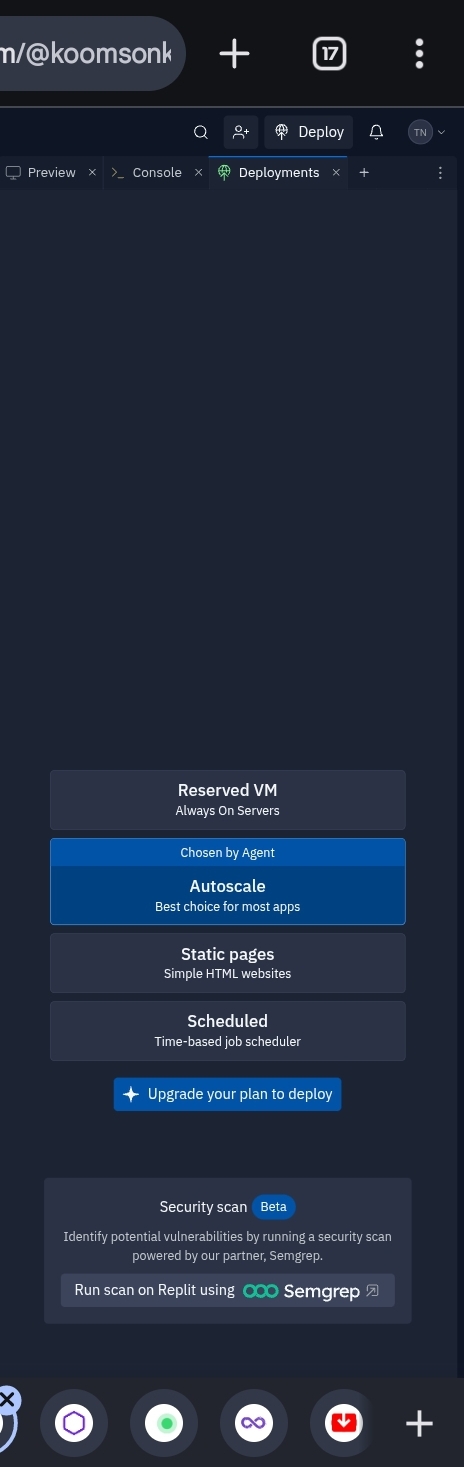 m/@koomsonk
17
Deploy
TN
Preview
Console
Deployments
Reserved VM
Always On Servers
Chosen by Agent
Autoscale
Best choice for most apps
Static pages
Simple HTML websites
Scheduled
Time-based job scheduler
Upgrade your plan to deploy
Security scan Beta
Identify potential vulnerabilities by running a security scan
powered by our partner, Semgrep.
Run scan on Replit using Semgrep